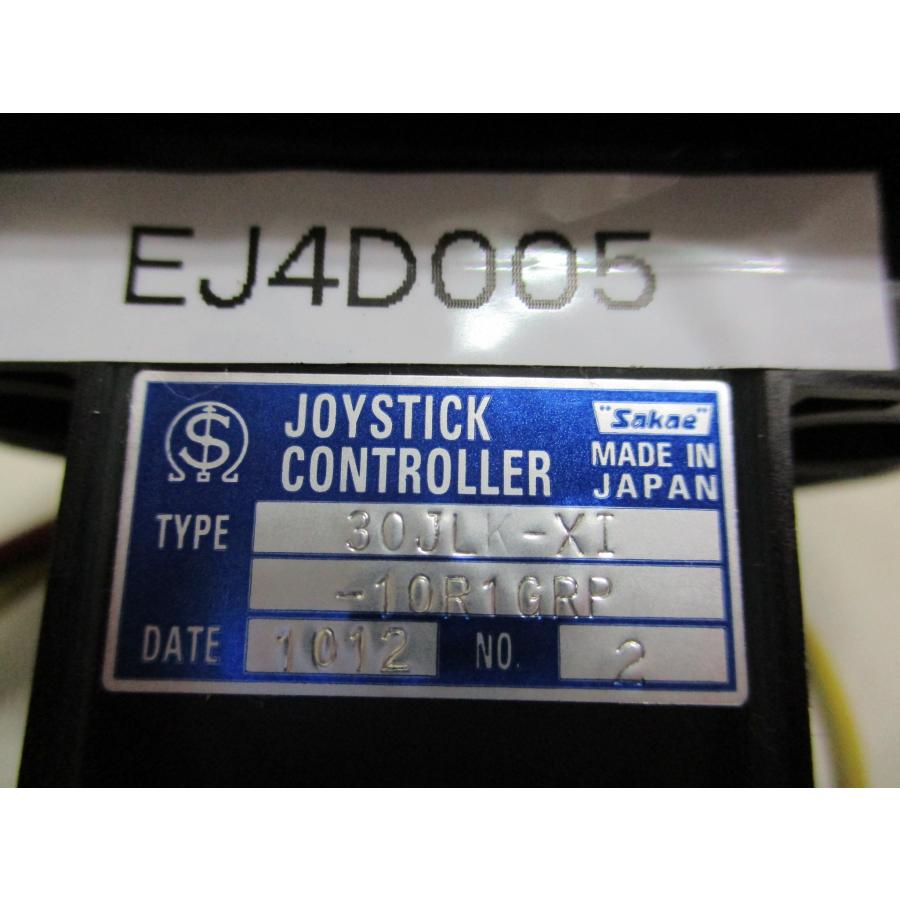 EJ4D005
JOYSTICK
CONTROLLER
"Sakae"
MADE IN
JAPAN
TYPE 30JLK-XI
-10R1GRP
DATE 1012 NO. 2